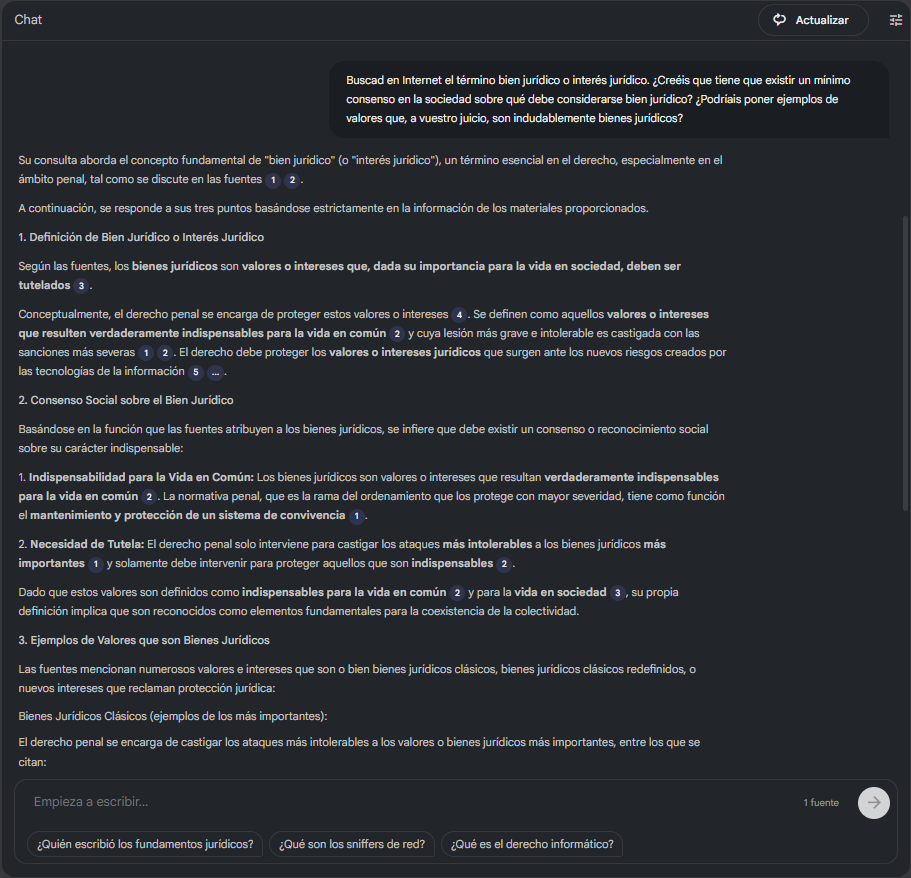 Chat
Actualizar
Buscad en Internet el término bien jurídico o interés jurídico. ¿Creéis que tiene que existir un mínimo
consenso en la sociedad sobre qué debe considerarse bien jurídico? ¿Podríais poner ejemplos de
valores que, a vuestro juicio, son indudablemente bienes jurídicos?
Su consulta aborda el concepto fundamental de "bien jurídico" (o "interés jurídico"), un término esencial en el derecho, especialmente en el
ámbito penal, tal como se discute en las fuentes 1 2 .
A continuación, se responde a sus tres puntos basándose estrictamente en la información de los materiales proporcionados.
1. Definición de Bien Jurídico o Interés Jurídico
Según las fuentes, los bienes jurídicos son valores o intereses que, dada su importancia para la vida en sociedad, deben ser
tutelados 3 .
Conceptualmente, el derecho penal se encarga de proteger estos valores o intereses 4 . Se definen como aquellos valores o intereses
que resulten verdaderamente indispensables para la vida en común 2 y cuya lesión más grave e intolerable es castigada con las
sanciones más severas 1 2 . El derecho debe proteger los valores o intereses jurídicos que surgen ante los nuevos riesgos creados por
las tecnologías de la información 5 ... .
2. Consenso Social sobre el Bien Jurídico
Basándose en la función que las fuentes atribuyen a los bienes jurídicos, se infiere que debe existir un consenso o reconocimiento social
sobre su carácter indispensable:
1. Indispensabilidad para la Vida en Común: Los bienes jurídicos son valores o intereses que resultan verdaderamente indispensables
para la vida en común 2 . La normativa penal, que es la rama del ordenamiento que los protege con mayor severidad, tiene como función
el mantenimiento y protección de un sistema de convivencia 1 .
2. Necesidad de Tutela: El derecho penal solo interviene para castigar los ataques más intolerables a los bienes jurídicos más
importantes 1 y solamente debe intervenir para proteger aquellos que son indispensables 2 .
Dado que estos valores son definidos como indispensables para la vida en común 2 y para la vida en sociedad 3 , su propia
definición implica que son reconocidos como elementos fundamentales para la coexistencia de la colectividad.
3. Ejemplos de Valores que son Bienes Jurídicos
Las fuentes mencionan numerosos valores e intereses que son o bien bienes jurídicos clásicos, bienes jurídicos clásicos redefinidos, o
nuevos intereses que reclaman protección jurídica:
Bienes Jurídicos Clásicos (ejemplos de los más importantes):
El derecho penal se encarga de castigar los ataques más intolerables a los valores o bienes jurídicos más importantes, entre los que se
citan:
Empieza a escribir...
1 fuente
¿Quién escribió los fundamentos jurídicos?
¿Qué son los sniffers de red?
¿Qué es el derecho informático?